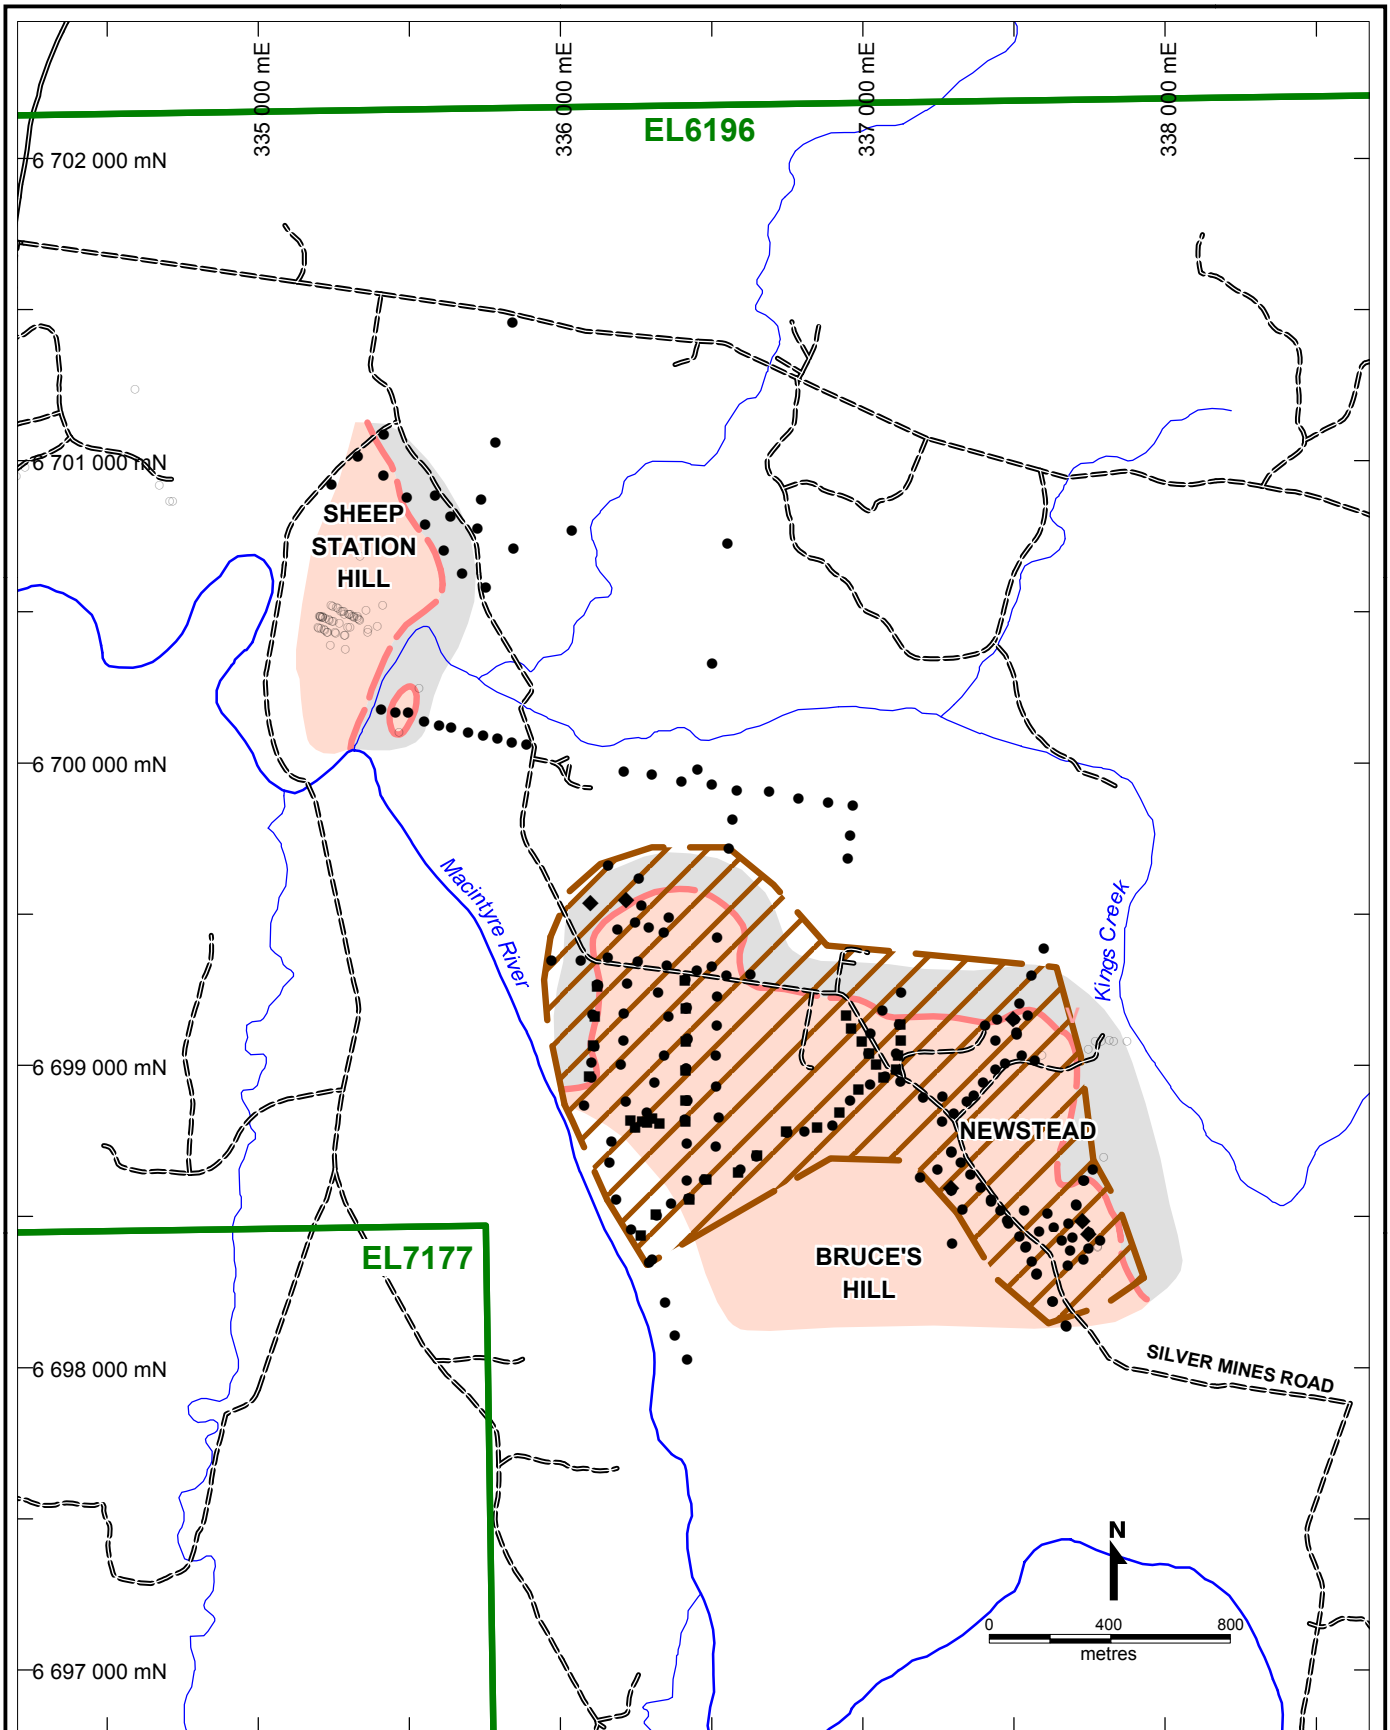 335 000 mE
336 000 mE
337 000 mE
338 000 mE
EL6196
6 702 000 mN
6 701 000 mN
SHEEP
STATION
HILL
6 700 000 mN
Macintyre River
Kings Creek
6 699 000 mN
NEWSTEAD
EL7177
BRUCE'S
HILL
6 698 000 mN
SILVER MINES ROAD
N
0 400 800
metres
6 697 000 mN